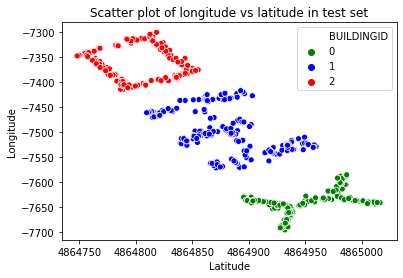 Scatter plot of longitude vs latitude in test set
BUILDINGID
0
1
2
Longitude
−7300
−7350
−7400
−7450
−7500
−7550
−7600
−7650
−7700
4864750 4864800 4864850 4864900 4864950 4865000
Latitude